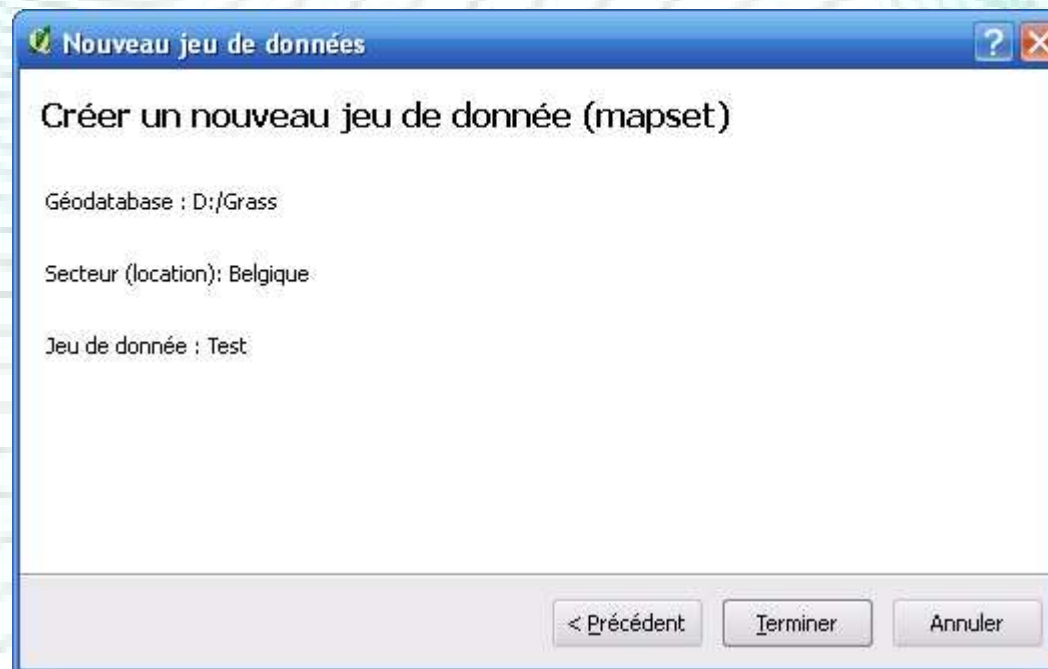 Nouveau jeu de données
Créer un nouveau jeu de donnée (mapset)
Géodatabase : D:/Grass
Secteur (location): Belgique
Jeu de donnée : Test
< Précédent Terminer Annuler